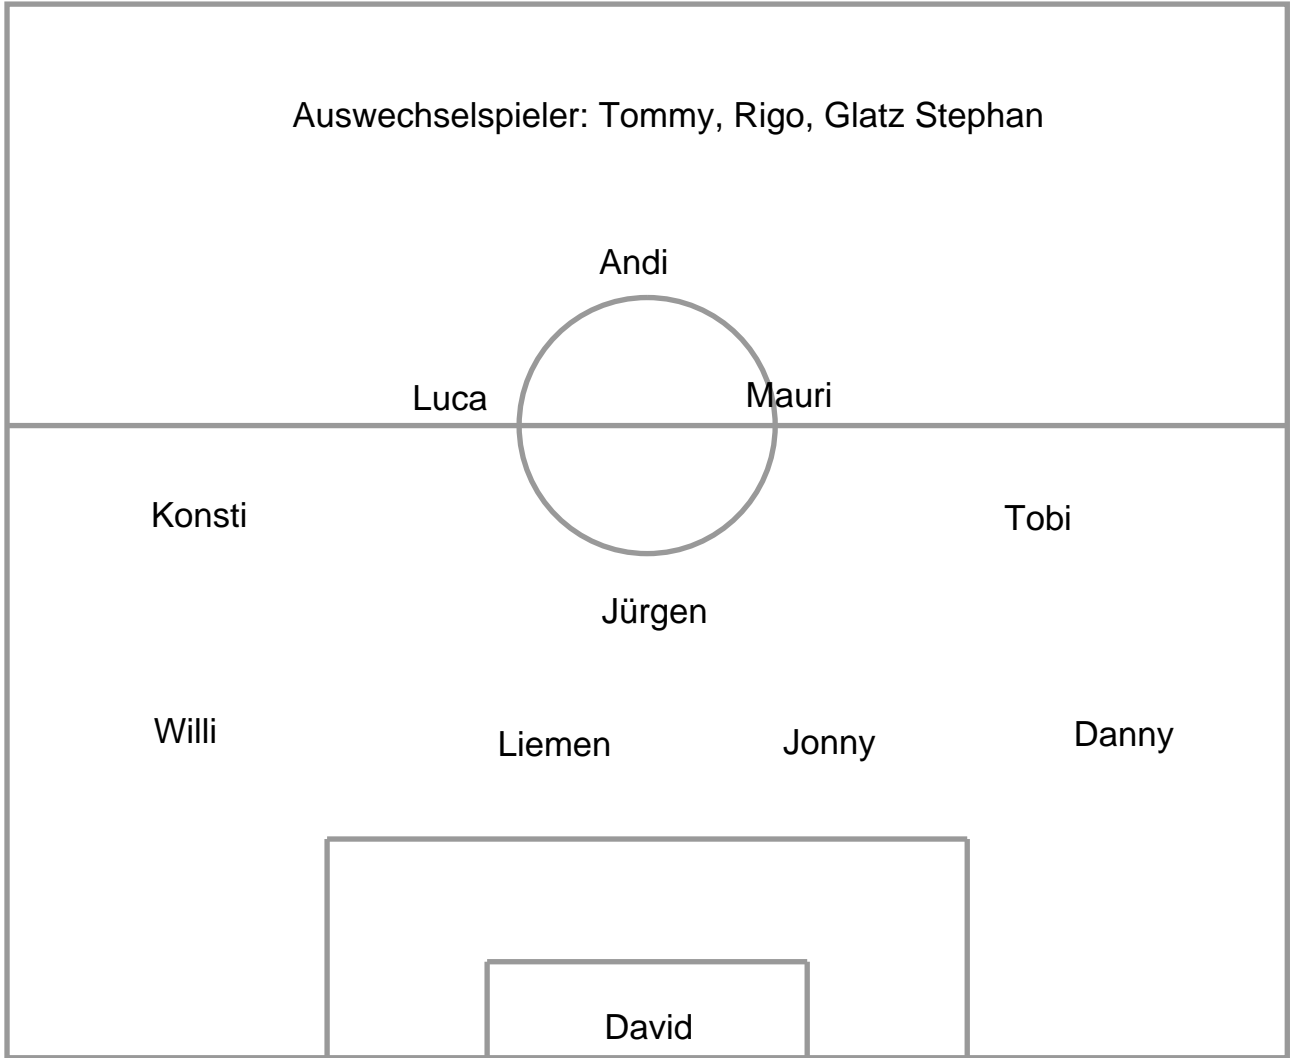 Auswechselspieler: Tommy, Rigo, Glatz Stephan
Andi
Luca
Mauri
Konsti
Tobi
Jürgen
Willi
Liemen
Jonny
Danny
David